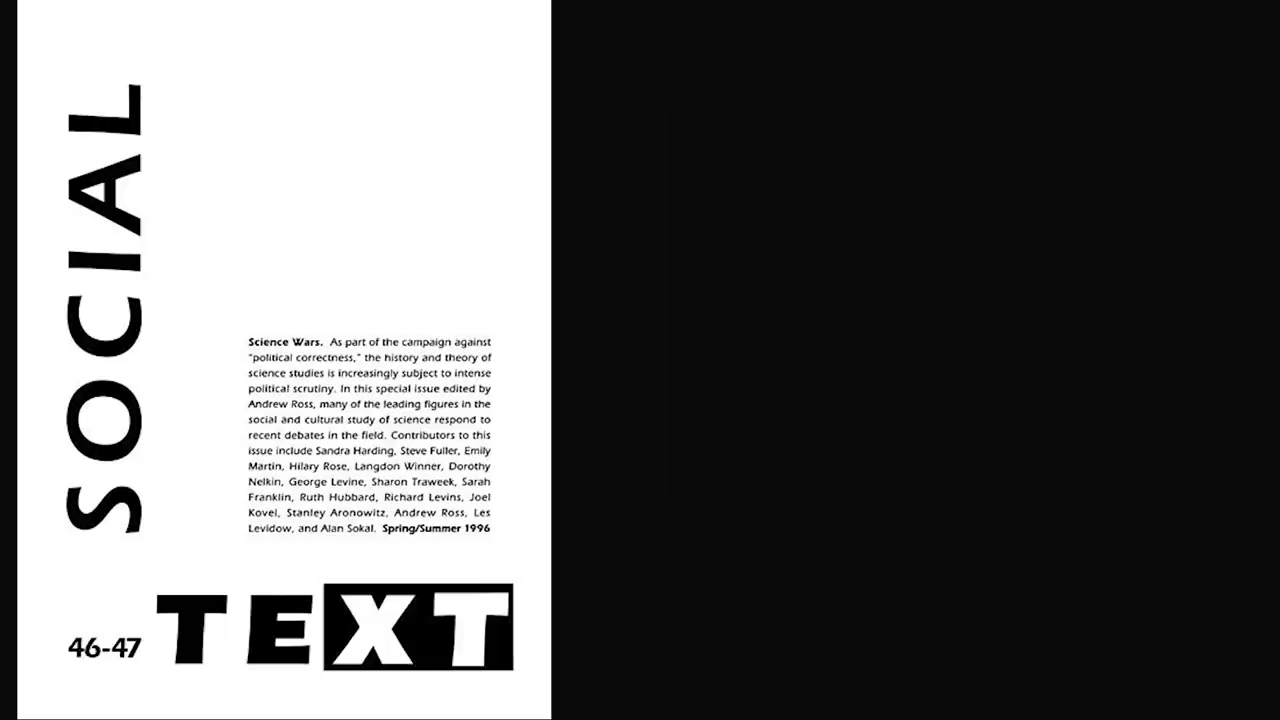 SOCIAL
Science Wars. As part of the campaign against
"political correctness," the history and theory of
science studies is increasingly subject to intense
political scrutiny. In this special issue edited by
Andrew Ross, many of the leading figures in the
social and cultural study of science respond to
recent debates in the field. Contributors to this
issue include Sandra Harding, Steve Fuller, Emily
Martin, Hilary Rose, Langdon Winner, Dorothy
Nelkin, George Levine, Sharon Traweek, Sarah
Franklin, Ruth Hubbard, Richard Levins, Joel
Kovel, Stanley Aronowitz, Andrew Ross, Les
Levidow, and Alan Sokal. Spring/Summer 1996
46-47 TEXT